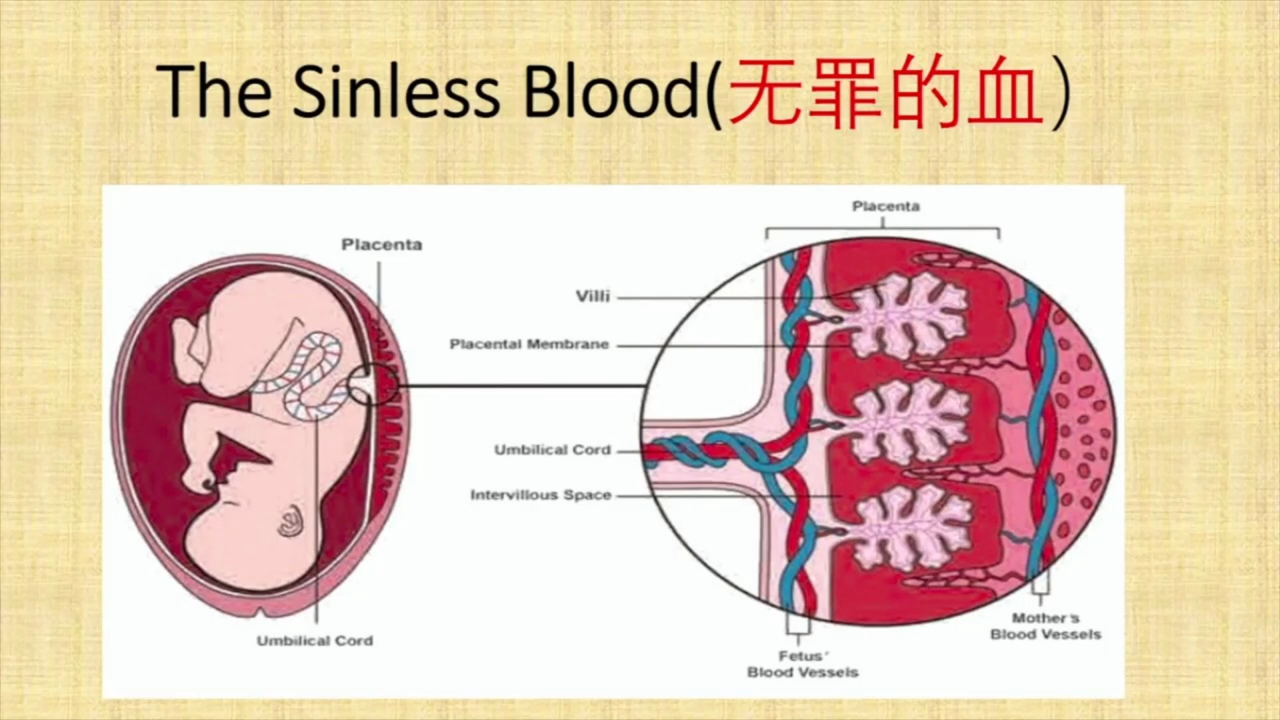 The Sinless Blood(无罪的血)
Placenta
Umbilical Cord
Placenta
Villi
Placental Membrane
Umbilical Cord
Intervillous Space
Fetus'
Blood Vessels
Mother's
Blood Vessels